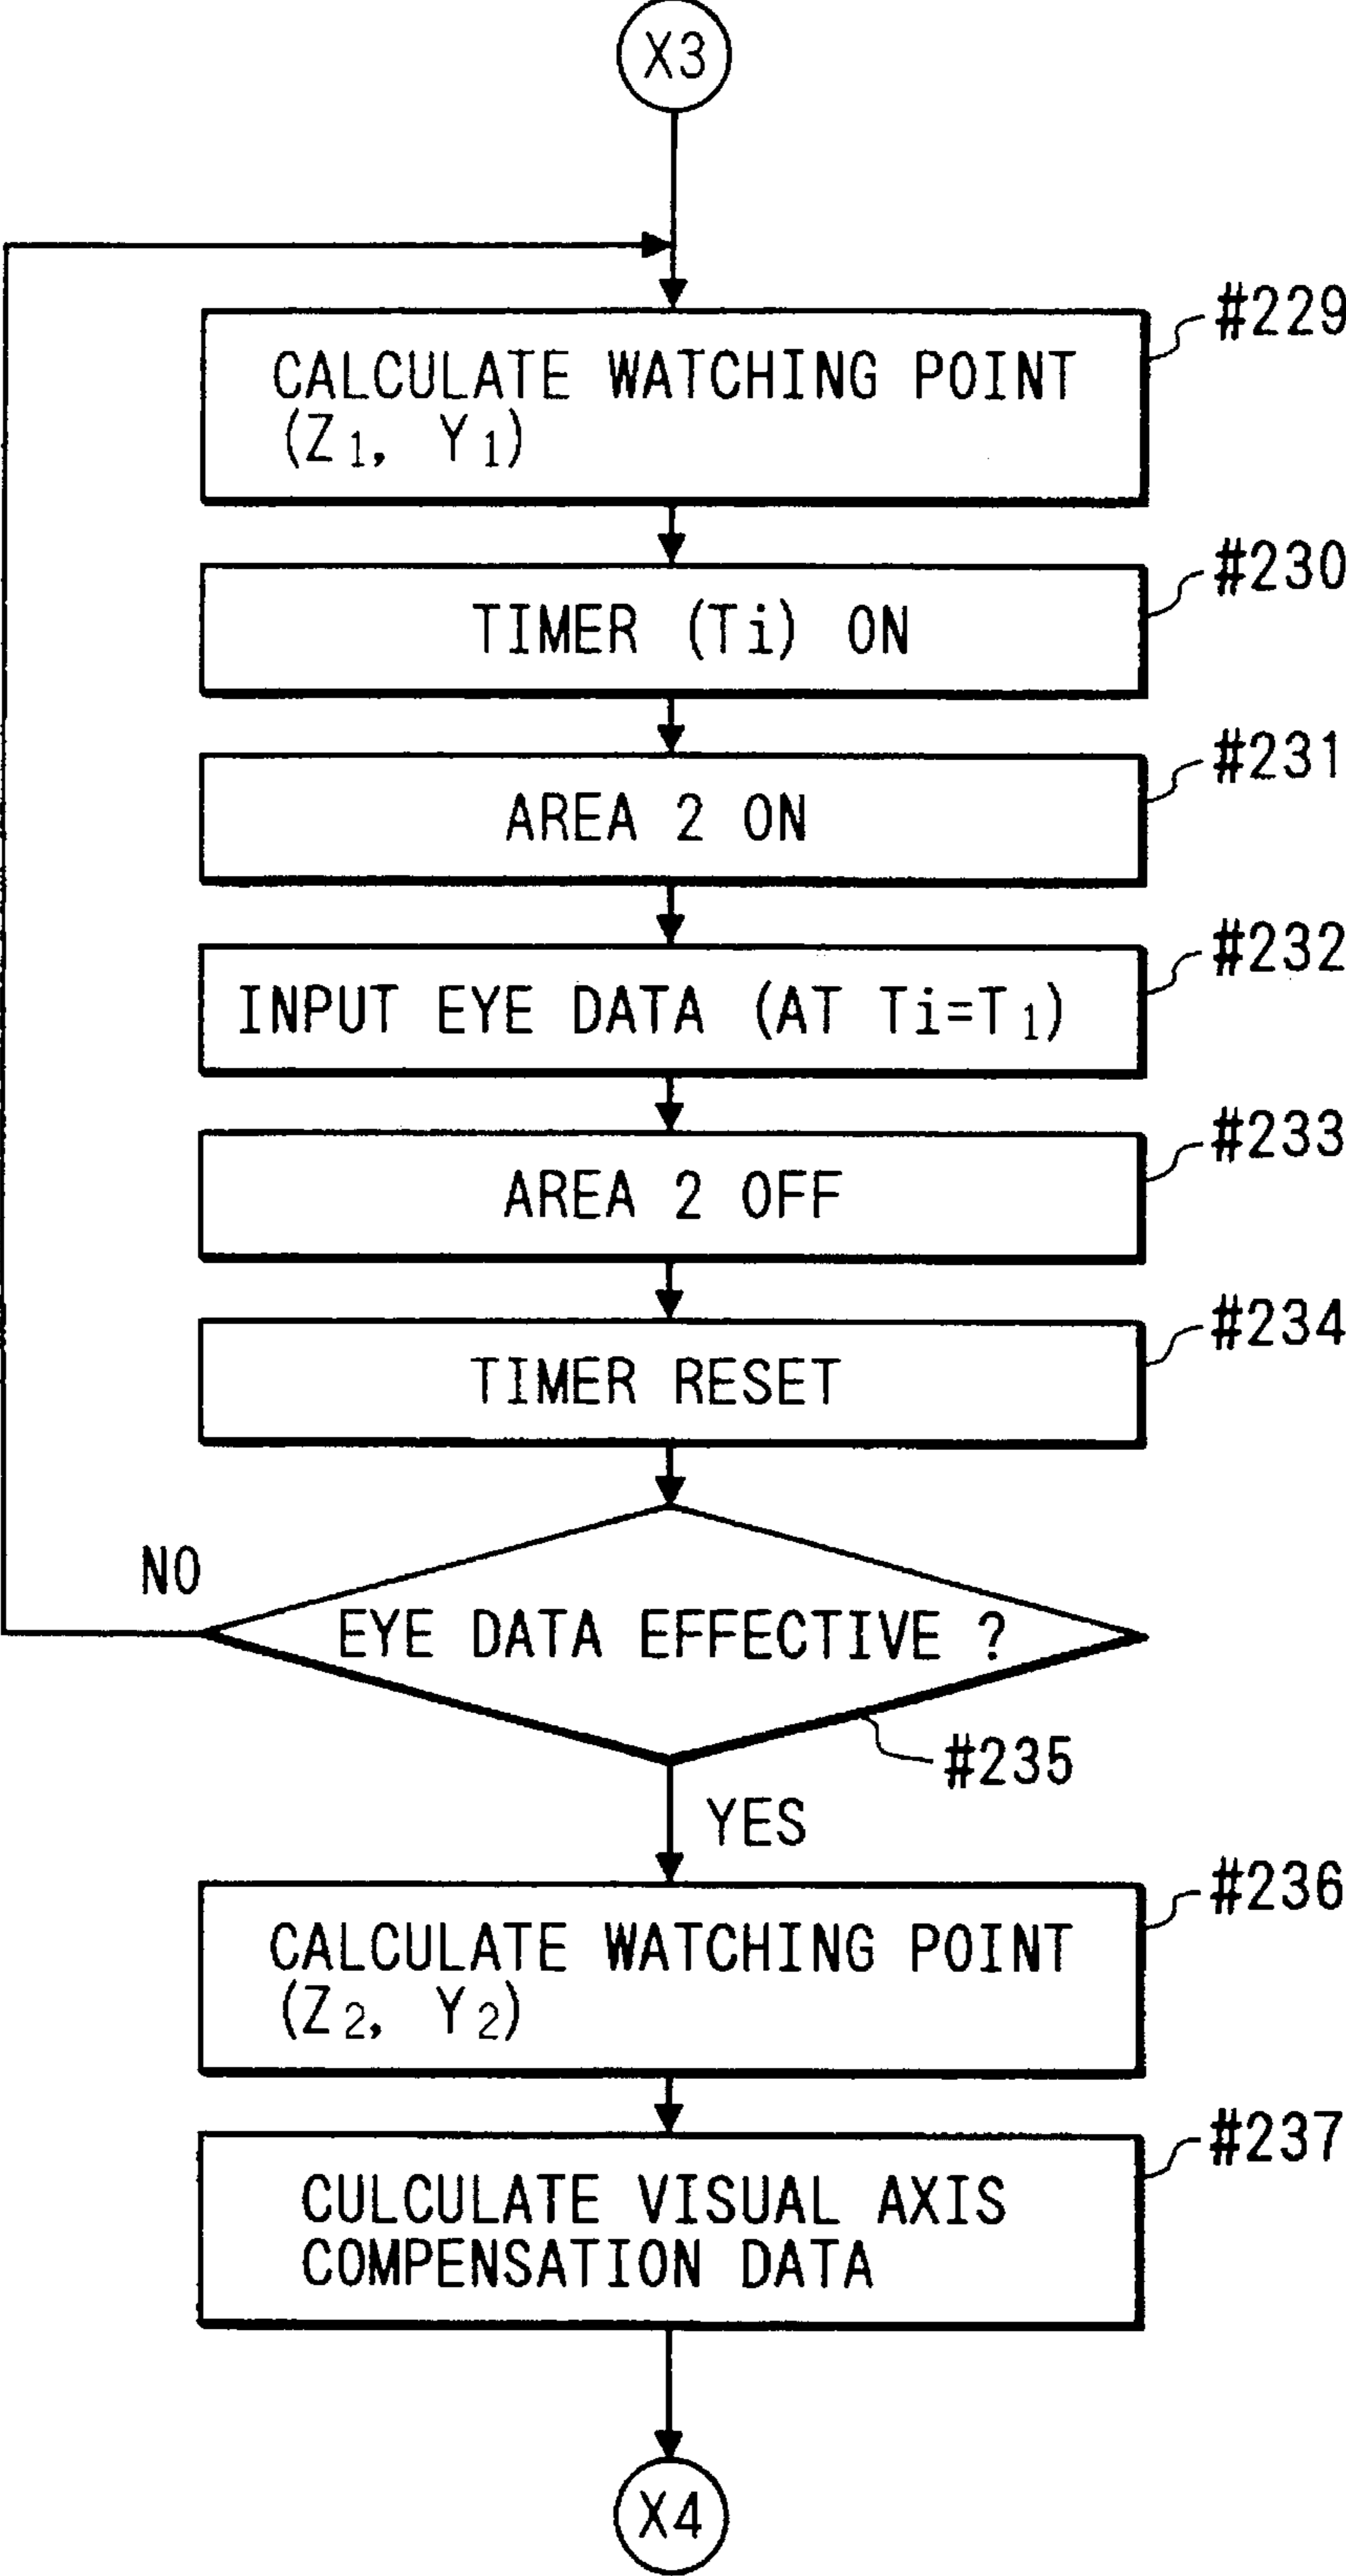 X3
#229
CALCULATE WATCHING POINT
(Z1, Y1)
#230
TIMER (Ti) ON
#231
AREA 2 ON
#232
INPUT EYE DATA (AT Ti=T1)
#233
AREA 2 OFF
#234
TIMER RESET
NO
EYE DATA EFFECTIVE ?
#235
YES
#236
CALCULATE WATCHING POINT
(Z2, Y2)
#237
CULCULATE VISUAL AXIS
COMPENSATION DATA
X4